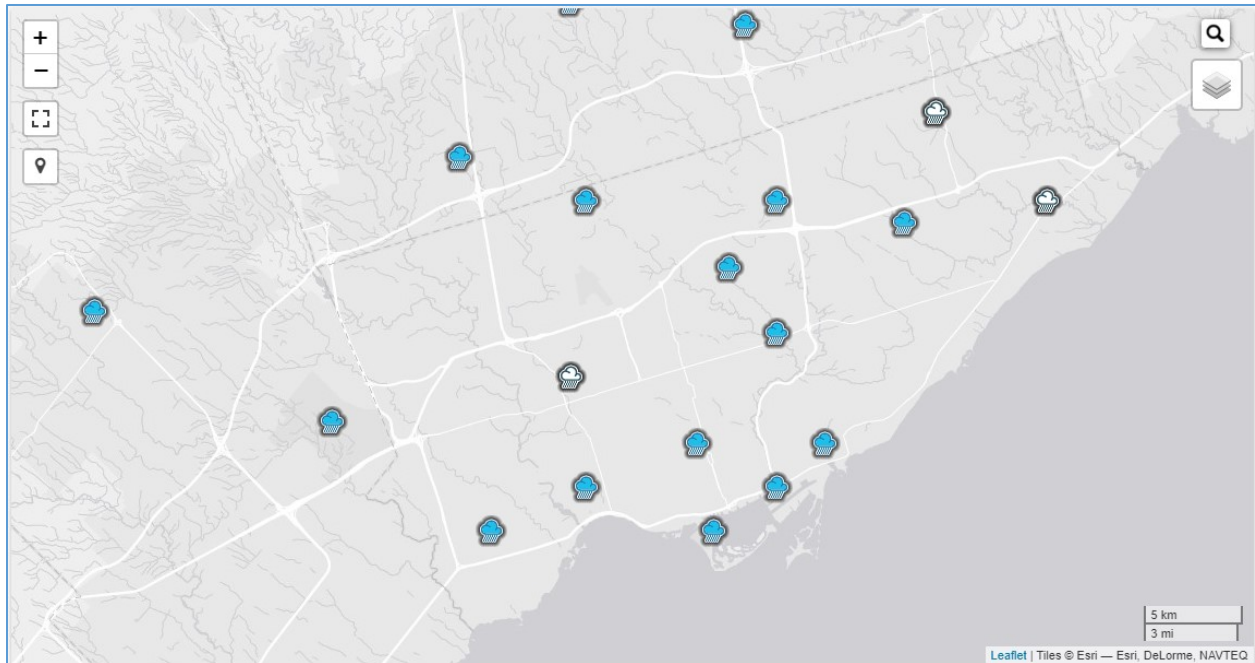 +
−
5 km
3 mi
Leaflet | Tiles © Esri — Esri, DeLorme, NAVTEQ